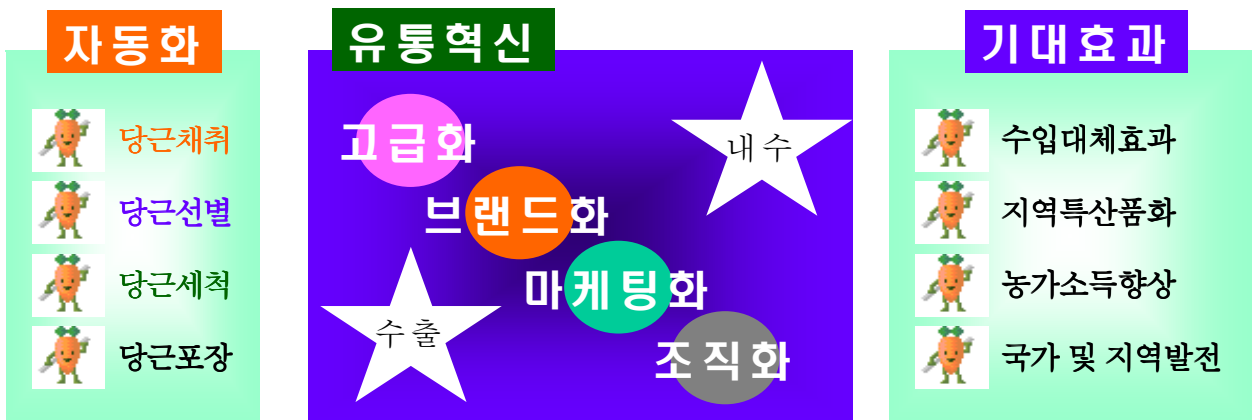 자동화
당근채취
당근선별
당근세척
당근포장
유통혁신
고급화
내수
브랜드화
마케팅화
수출
조직화
기대효과
수입대체효과
지역특산품화
농가소득향상
국가 및 지역발전